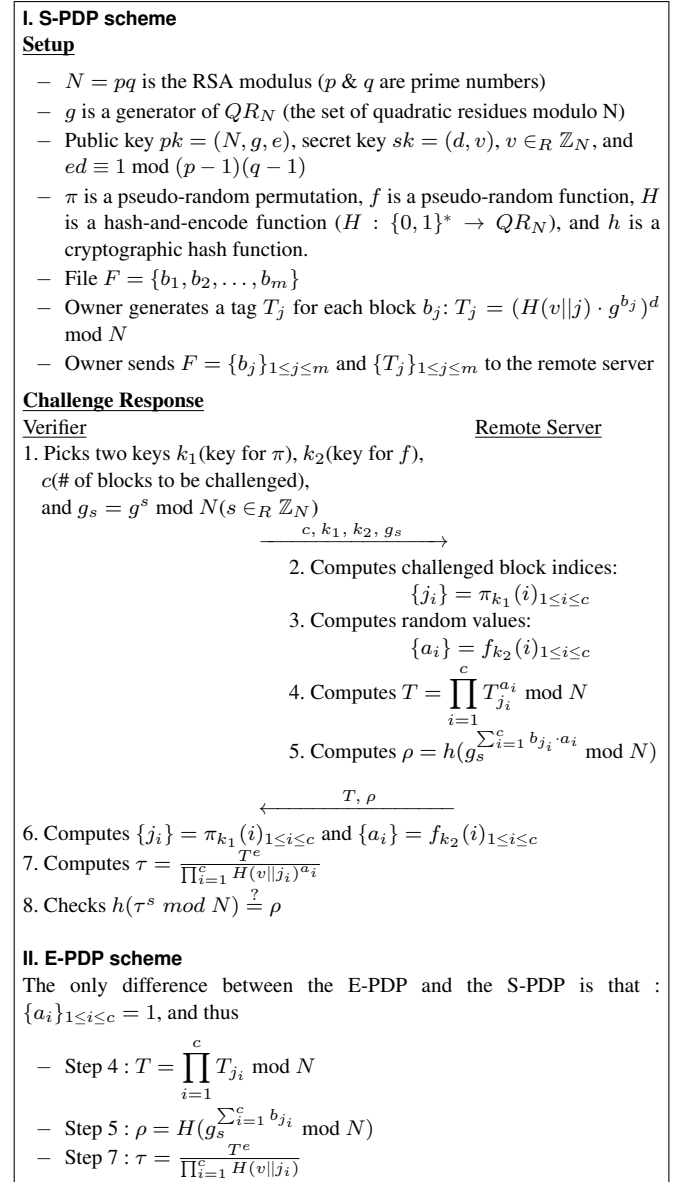 I. S-PDP scheme
Setup
– N = pq is the RSA modulus (p & q are prime numbers)
– g is a generator of QR_N (the set of quadratic residues modulo N)
– Public key pk = (N, g, e), secret key sk = (d, v), v ∈_R ℤ_N, and
ed ≡ 1 mod (p − 1)(q − 1)
– π is a pseudo-random permutation, f is a pseudo-random function, H
is a hash-and-encode function (H : {0, 1}* → QR_N), and h is a
cryptographic hash function.
– File F = {b_1, b_2, . . . , b_m}
– Owner generates a tag T_j for each block b_j: T_j = (H(v||j) · g^{b_j})^d
mod N
– Owner sends F = {b_j}_{1≤j≤m} and {T_j}_{1≤j≤m} to the remote server
Challenge Response
Verifier Remote Server
1. Picks two keys k_1(key for π), k_2(key for f),
c(# of blocks to be challenged),
and g_s = g^s mod N(s ∈_R ℤ_N)
c, k_1, k_2, g_s
2. Computes challenged block indices:
{j_i} = π_{k_1}(i)_{1≤i≤c}
3. Computes random values:
{a_i} = f_{k_2}(i)_{1≤i≤c}
4. Computes T = ∏_{i=1}^{c} T_{j_i}^{a_i} mod N
5. Computes ρ = h(g_s^{∑_{i=1}^{c} b_{j_i}·a_i} mod N)
T, ρ
6. Computes {j_i} = π_{k_1}(i)_{1≤i≤c} and {a_i} = f_{k_2}(i)_{1≤i≤c}
7. Computes τ = T^e / ∏_{i=1}^{c} H(v||j_i)^{a_i}
8. Checks h(τ^s mod N) ≟ ρ
II. E-PDP scheme
The only difference between the E-PDP and the S-PDP is that :
{a_i}_{1≤i≤c} = 1, and thus
– Step 4 : T = ∏_{i=1}^{c} T_{j_i} mod N
– Step 5 : ρ = H(g_s^{∑_{i=1}^{c} b_{j_i}} mod N)
– Step 7 : τ = T^e / ∏_{i=1}^{c} H(v||j_i)